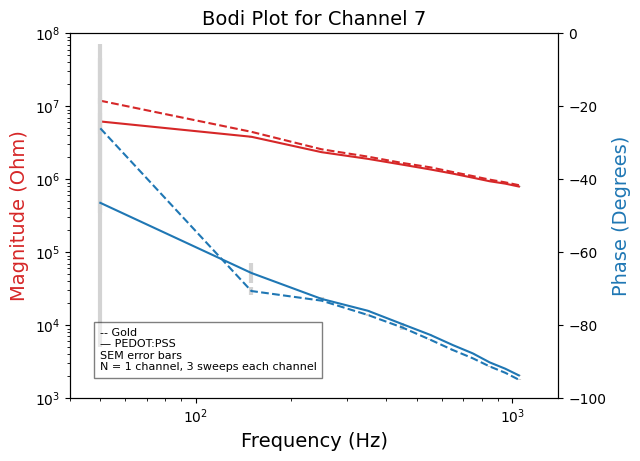 Bodi Plot for Channel 7
Magnitude (Ohm)
10^8
10^7
10^6
10^5
10^4
10^3
-- Gold
— PEDOT:PSS
SEM error bars
N = 1 channel, 3 sweeps each channel
0
−20
−40
−60
−80
−100
Phase (Degrees)
10^2
10^3
Frequency (Hz)